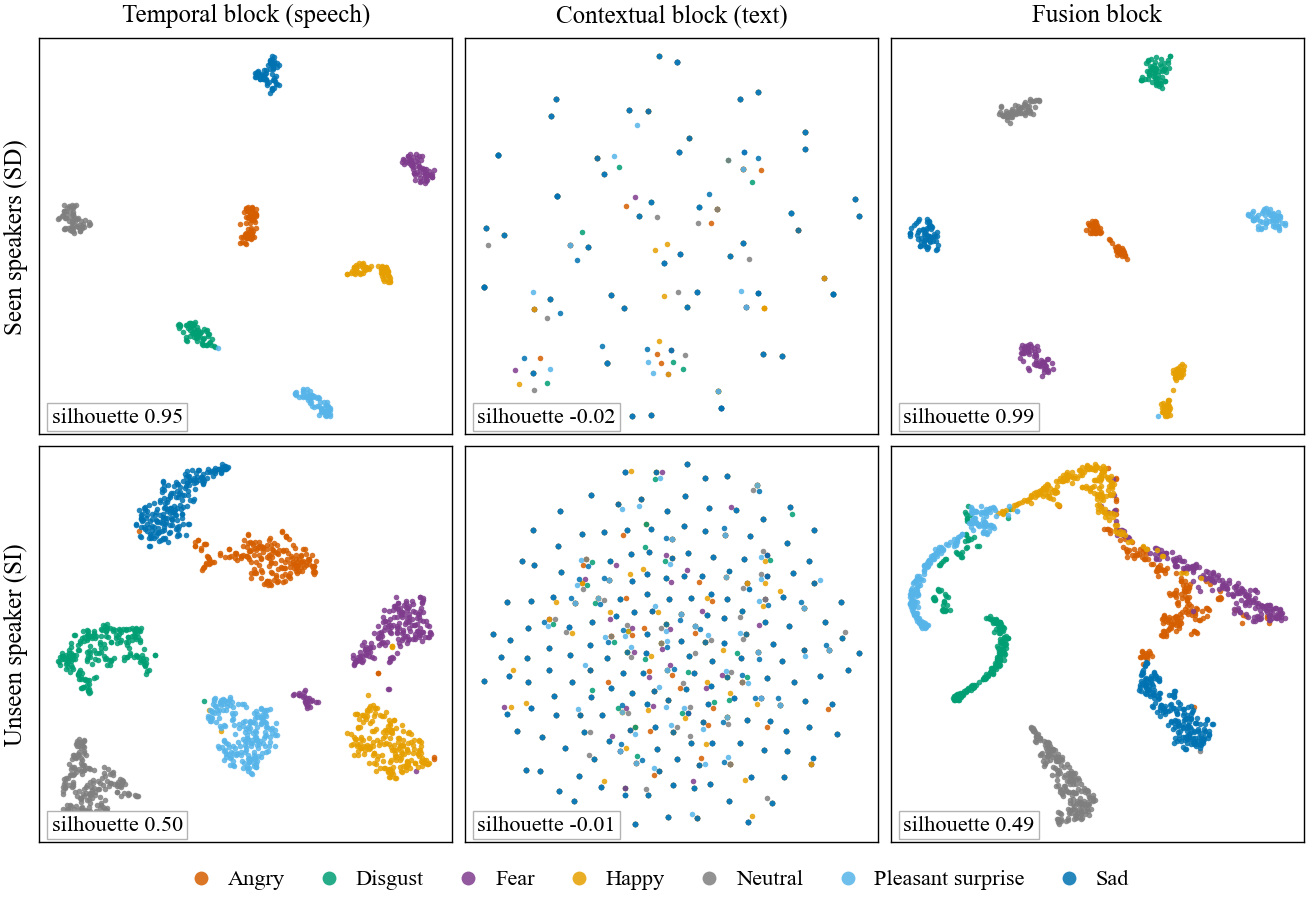 Temporal block (speech)
Contextual block (text)
Fusion block
Seen speakers (SD)
silhouette 0.95
silhouette -0.02
silhouette 0.99
Unseen speaker (SI)
silhouette 0.50
silhouette -0.01
silhouette 0.49
Angry
Disgust
Fear
Happy
Neutral
Pleasant surprise
Sad